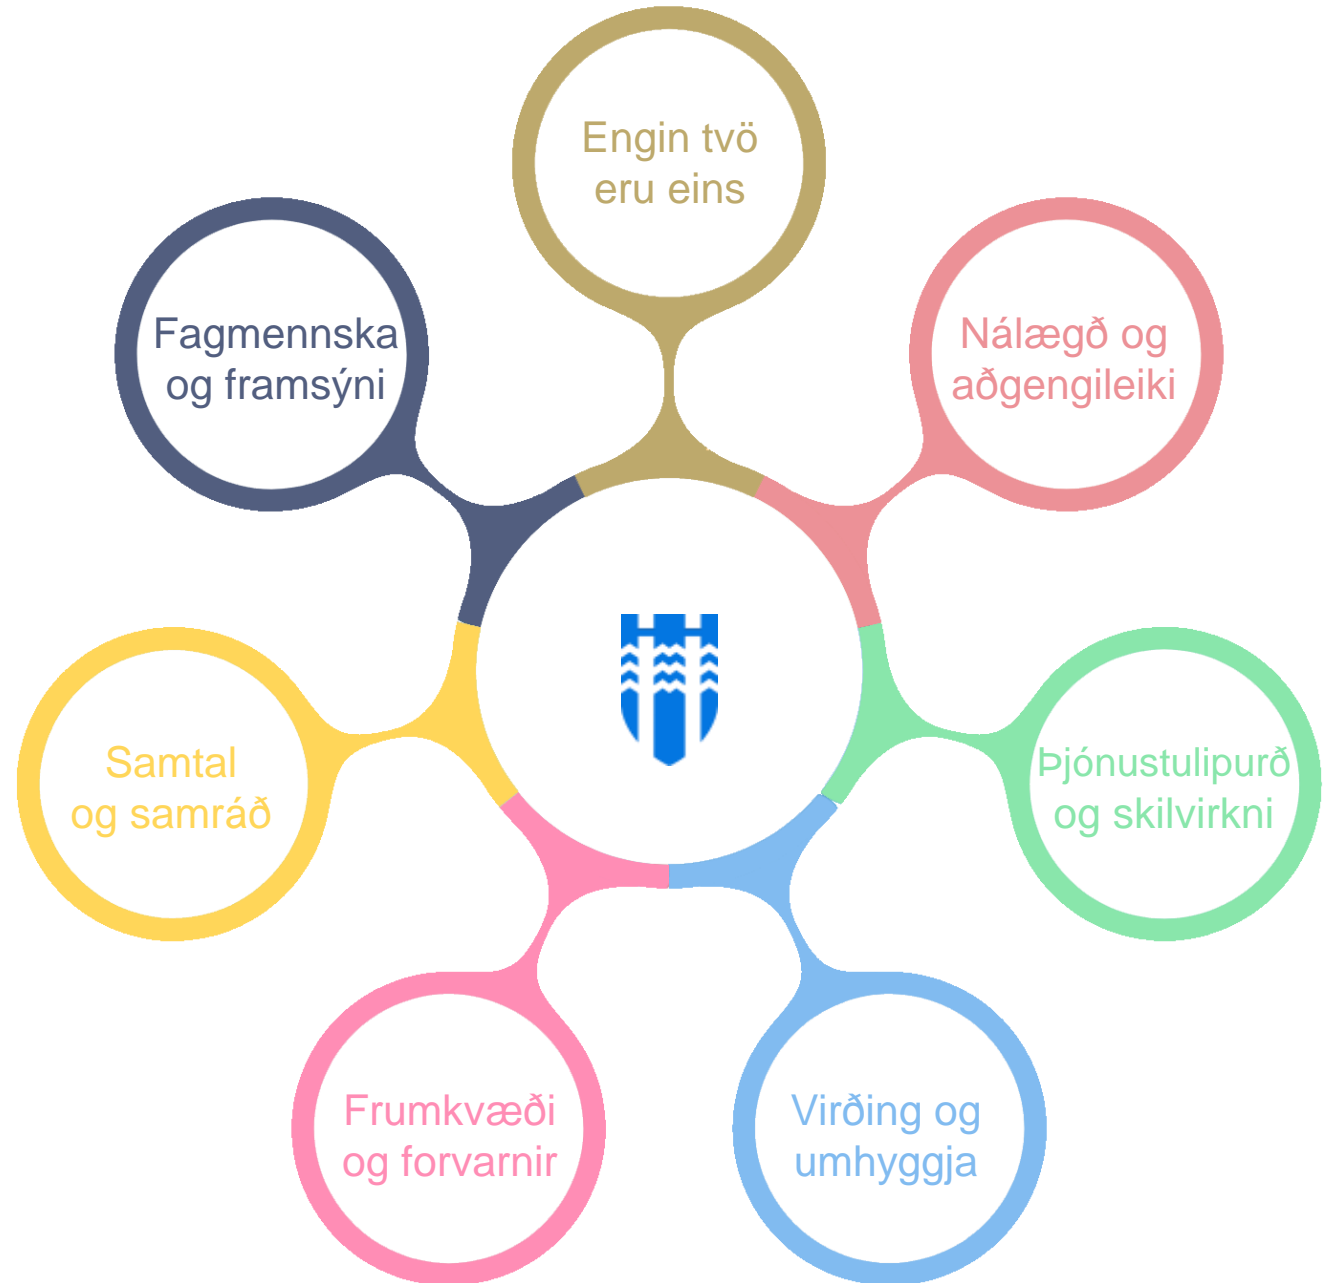 Engin tvö
eru eins
Nálægð og
aðgengileiki
Þjónustulipurð
og skilvirkni
Virðing og
umhyggja
Frumkvæði
og forvarnir
Samtal
og samráð
Fagmennska
og framsýni